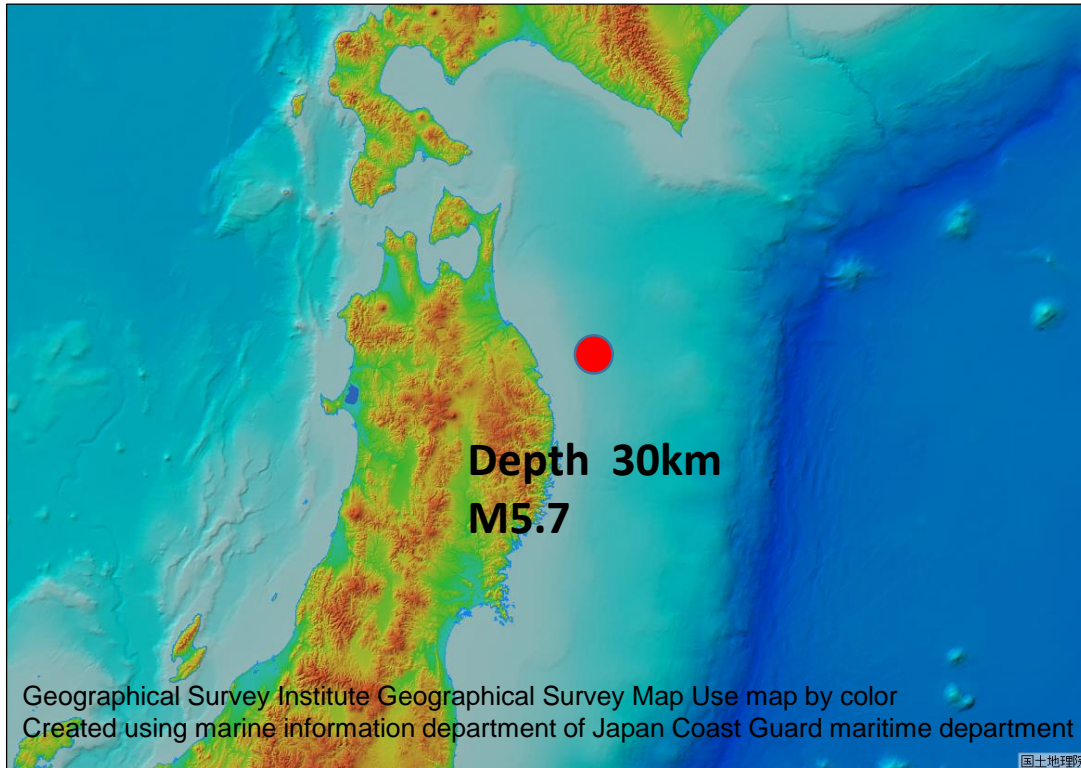 Depth 30km
M5.7
Geographical Survey Institute Geographical Survey Map Use map by color
Created using marine information department of Japan Coast Guard maritime department
国土地理院